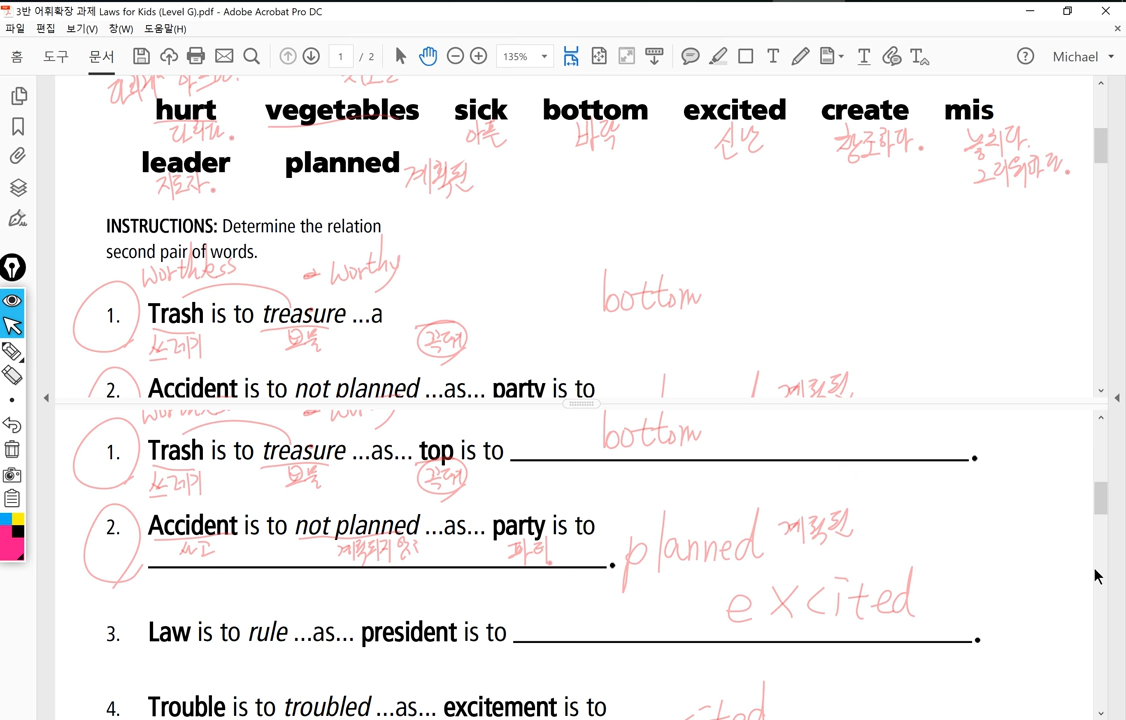 3반 어휘확장 과제 Laws for Kids (Level G).pdf - Adobe Acrobat Pro DC
파일 편집 보기(V) 창(W) 도움말(H)
홈 도구 문서 1 / 2 135% Michael
hurt vegetables sick bottom excited create mis
다치다. 아픈 바닥 신난 창조하다. 놓치다.
그리워하다.
leader planned 계획된
지도자.
INSTRUCTIONS: Determine the relation
second pair of words.
worthless worthy
bottom
1. Trash is to treasure ...a
쓰레기 보물 꼭대기
2. Accident is to not planned ...as... party is to 계획된
bottom
1. Trash is to treasure ...as... top is to .
쓰레기 보물 꼭대기
2. Accident is to not planned ...as... party is to
사고 파티
. planned 계획된
excited
3. Law is to rule ...as... president is to .
4. Trouble is to troubled ...as... excitement is to